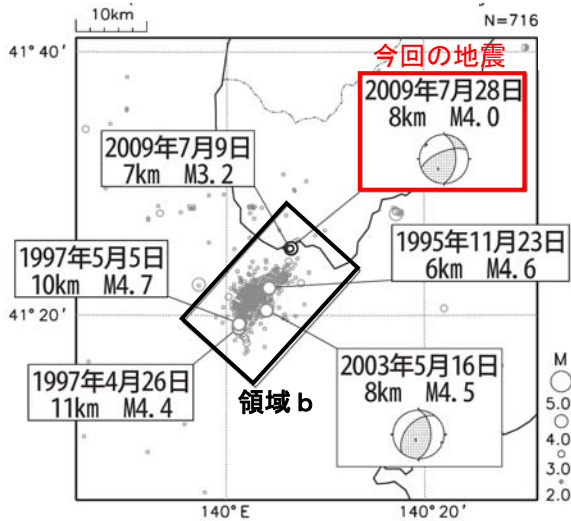 10km
N=716
41°40′
今回の地震
2009年7月28日
8km M4.0
2009年7月9日
7km M3.2
1997年5月5日
10km M4.7
1995年11月23日
6km M4.6
41°20′
1997年4月26日
11km M4.4
2003年5月16日
8km M4.5
領域b
M
5.0
4.0
3.0
2.0
140°E
140°20′